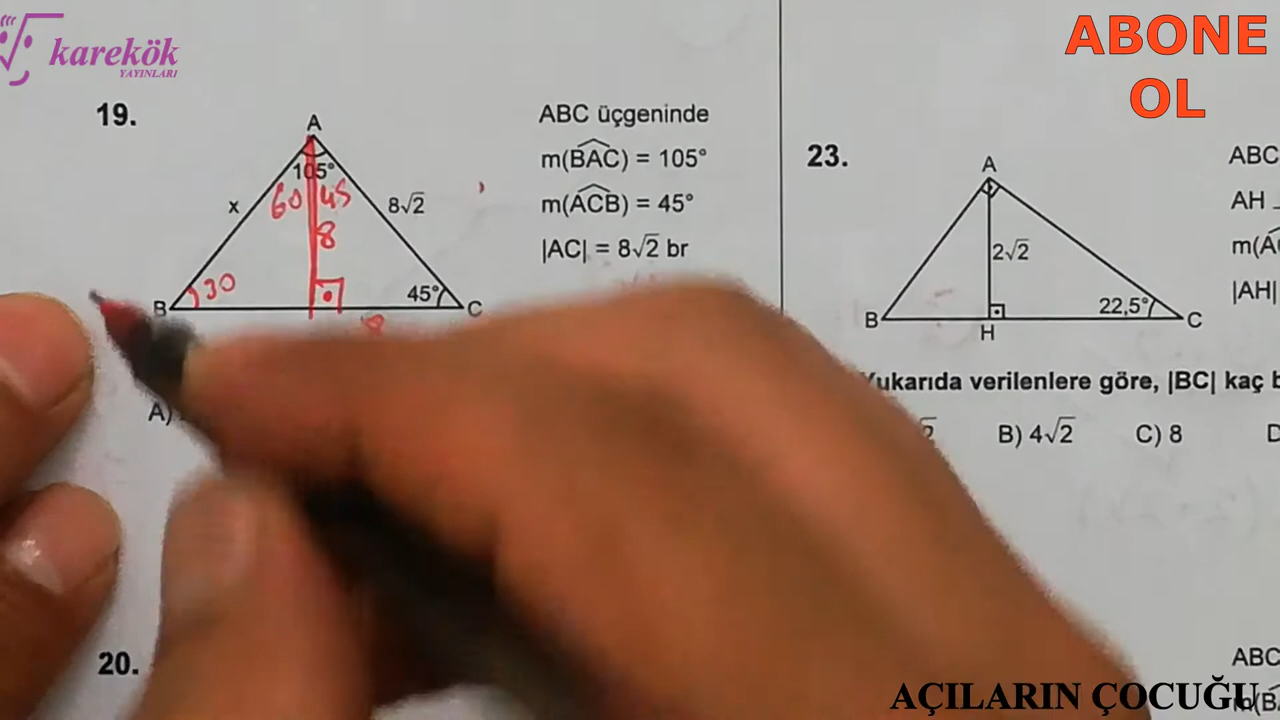 karekök
YAYINLARI
ABONE
OL
19.
A
105°
60 45
x
8√2
8
30
B
45°
C
8
ABC üçgeninde
m(BAC) = 105°
m(ACB) = 45°
|AC| = 8√2 br
A)
20.
23.
A
2√2
22,5°
B
H
C
ABC
AH
|AH|
Yukarıda verilenlere göre, |BC| kaç
B) 4√2 C) 8
ABC
AÇILARIN ÇOCUĞU